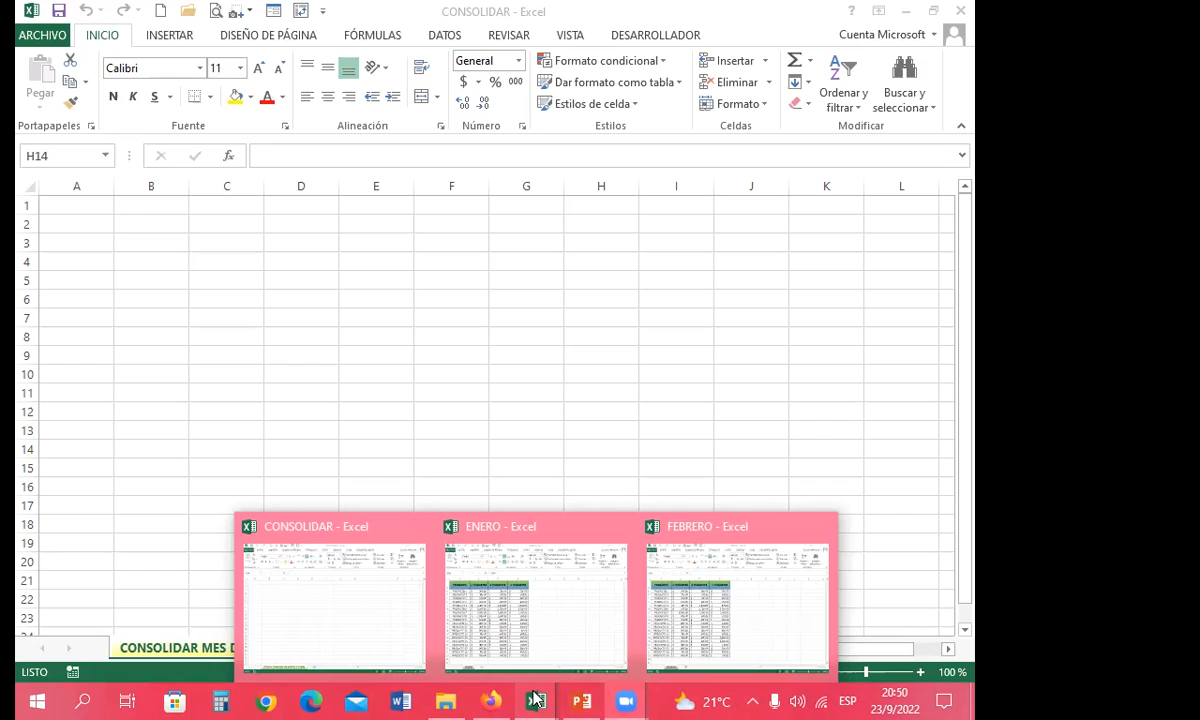 CONSOLIDAR - Excel
ARCHIVO INICIO INSERTAR DISEÑO DE PÁGINA FÓRMULAS DATOS REVISAR VISTA DESARROLLADOR Cuenta Microsoft
Pegar
Calibri 11
N K S
General
$ % 000
Formato condicional
Dar formato como tabla
Estilos de celda
Insertar
Eliminar
Formato
Ordenar y filtrar
Buscar y seleccionar
Portapapeles Fuente Alineación Número Estilos Celdas Modificar
H14
A B C D E F G H I J K L
1
2
3
4
5
6
7
8
9
10
11
12
13
14
15
16
17
18
19
20
21
22
23
CONSOLIDAR - Excel ENERO - Excel FEBRERO - Excel
CONSOLIDAR MES D
LISTO 100 %
21°C ESP 20:50
23/9/2022